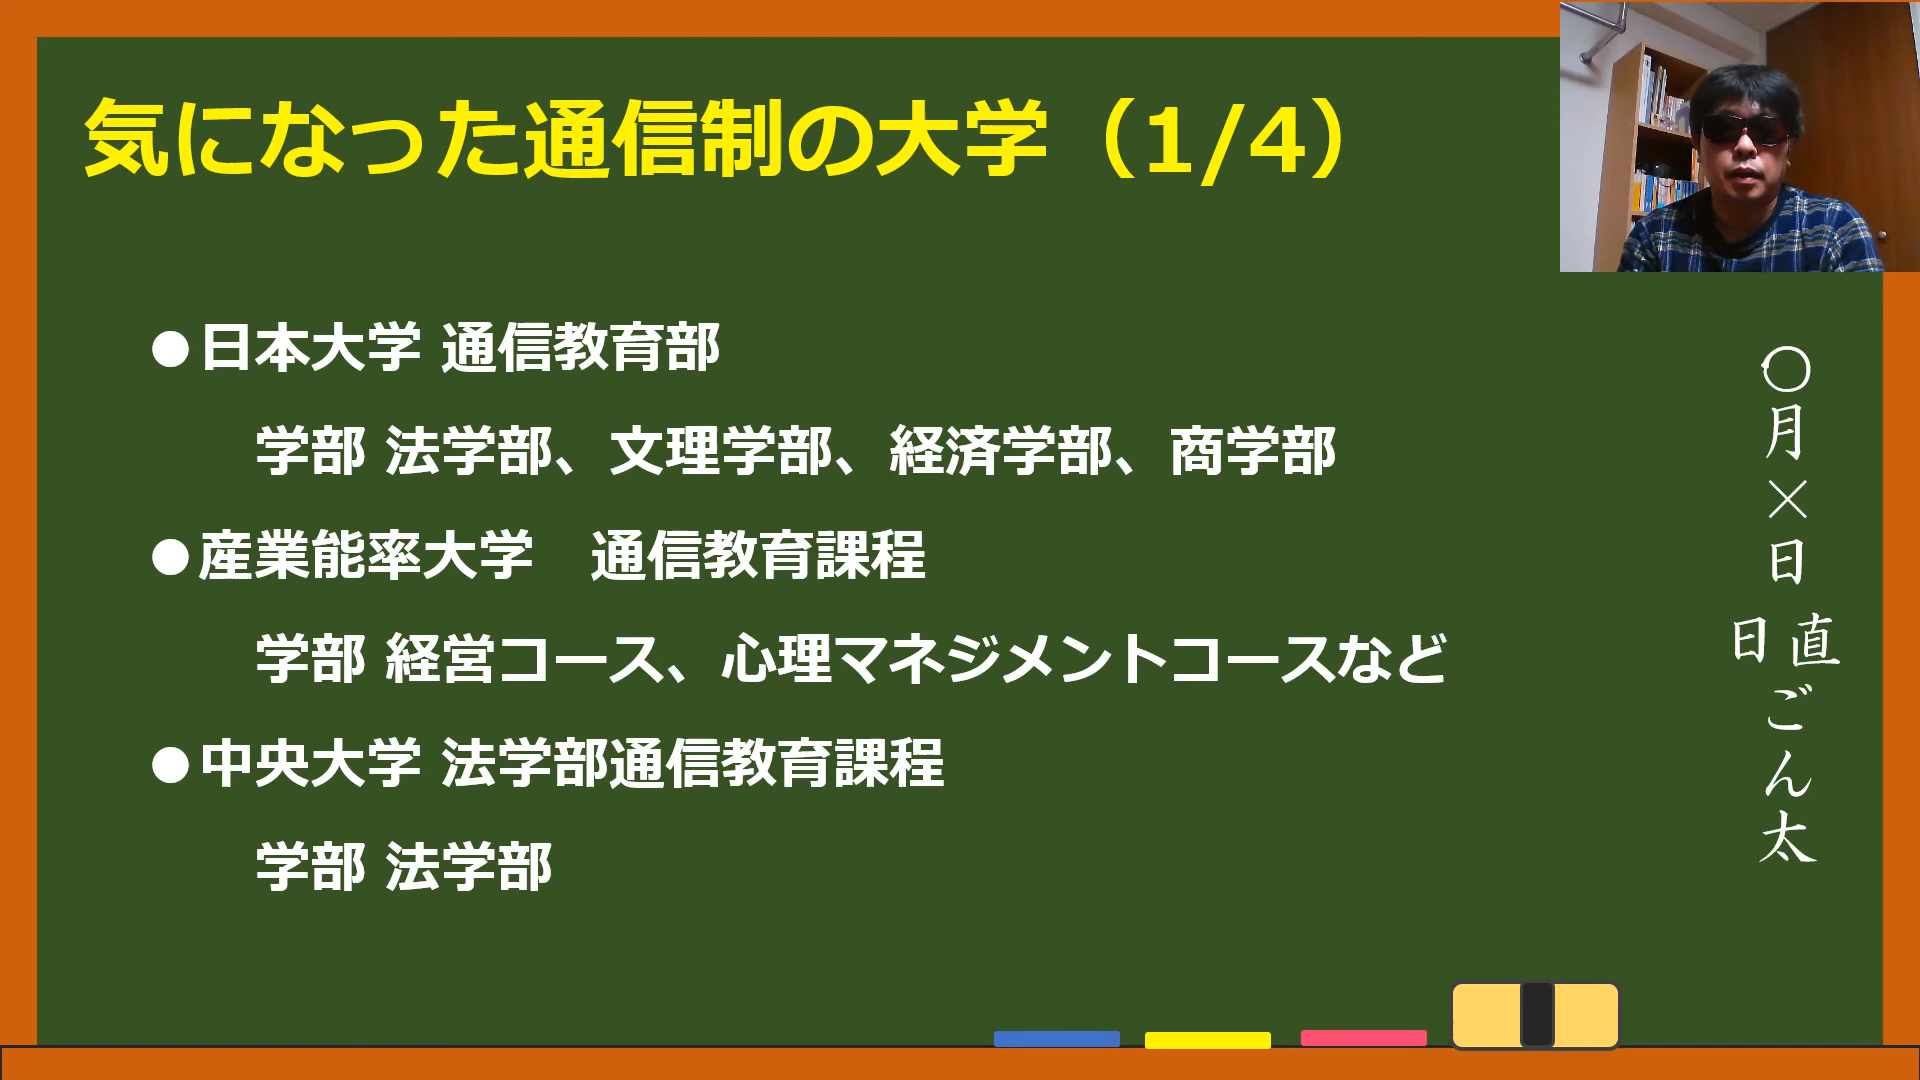 気になった通信制の大学（1/4）
●日本大学 通信教育部
学部 法学部、文理学部、経済学部、商学部
●産業能率大学　通信教育課程
学部 経営コース、心理マネジメントコースなど
●中央大学 法学部通信教育課程
学部 法学部
〇月×日
日直
ごん太